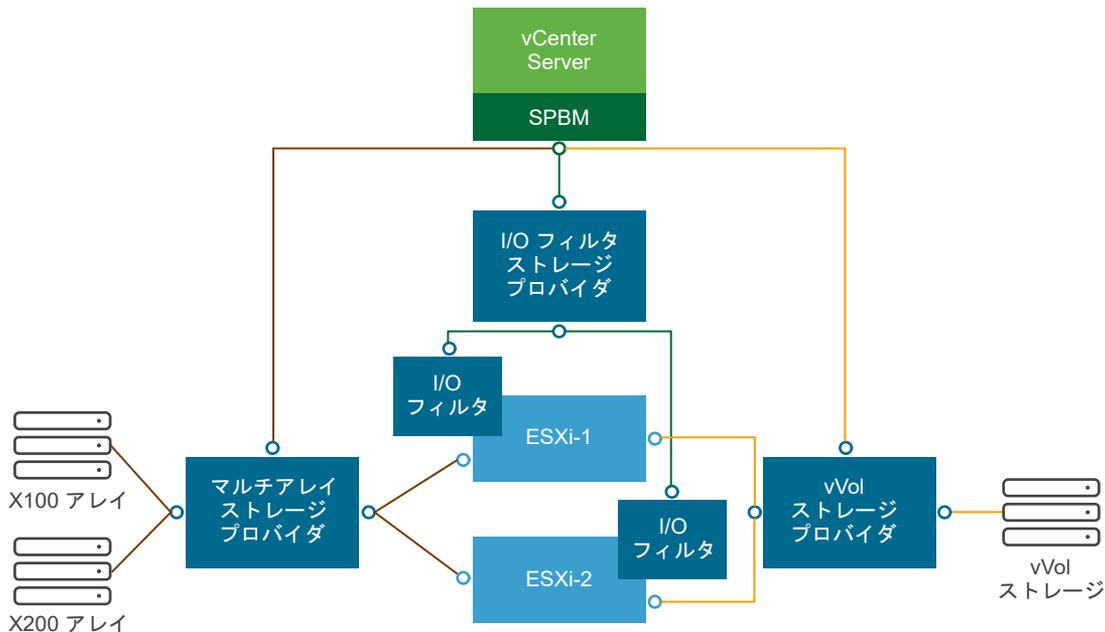 vCenter
Server
SPBM
I/O フィルタ
ストレージ
プロバイダ
I/O
フィルタ
ESXi-1
X100 アレイ
マルチアレイ
ストレージ
プロバイダ
vVol
ストレージ
プロバイダ
I/O
フィルタ
ESXi-2
vVol
ストレージ
X200 アレイ